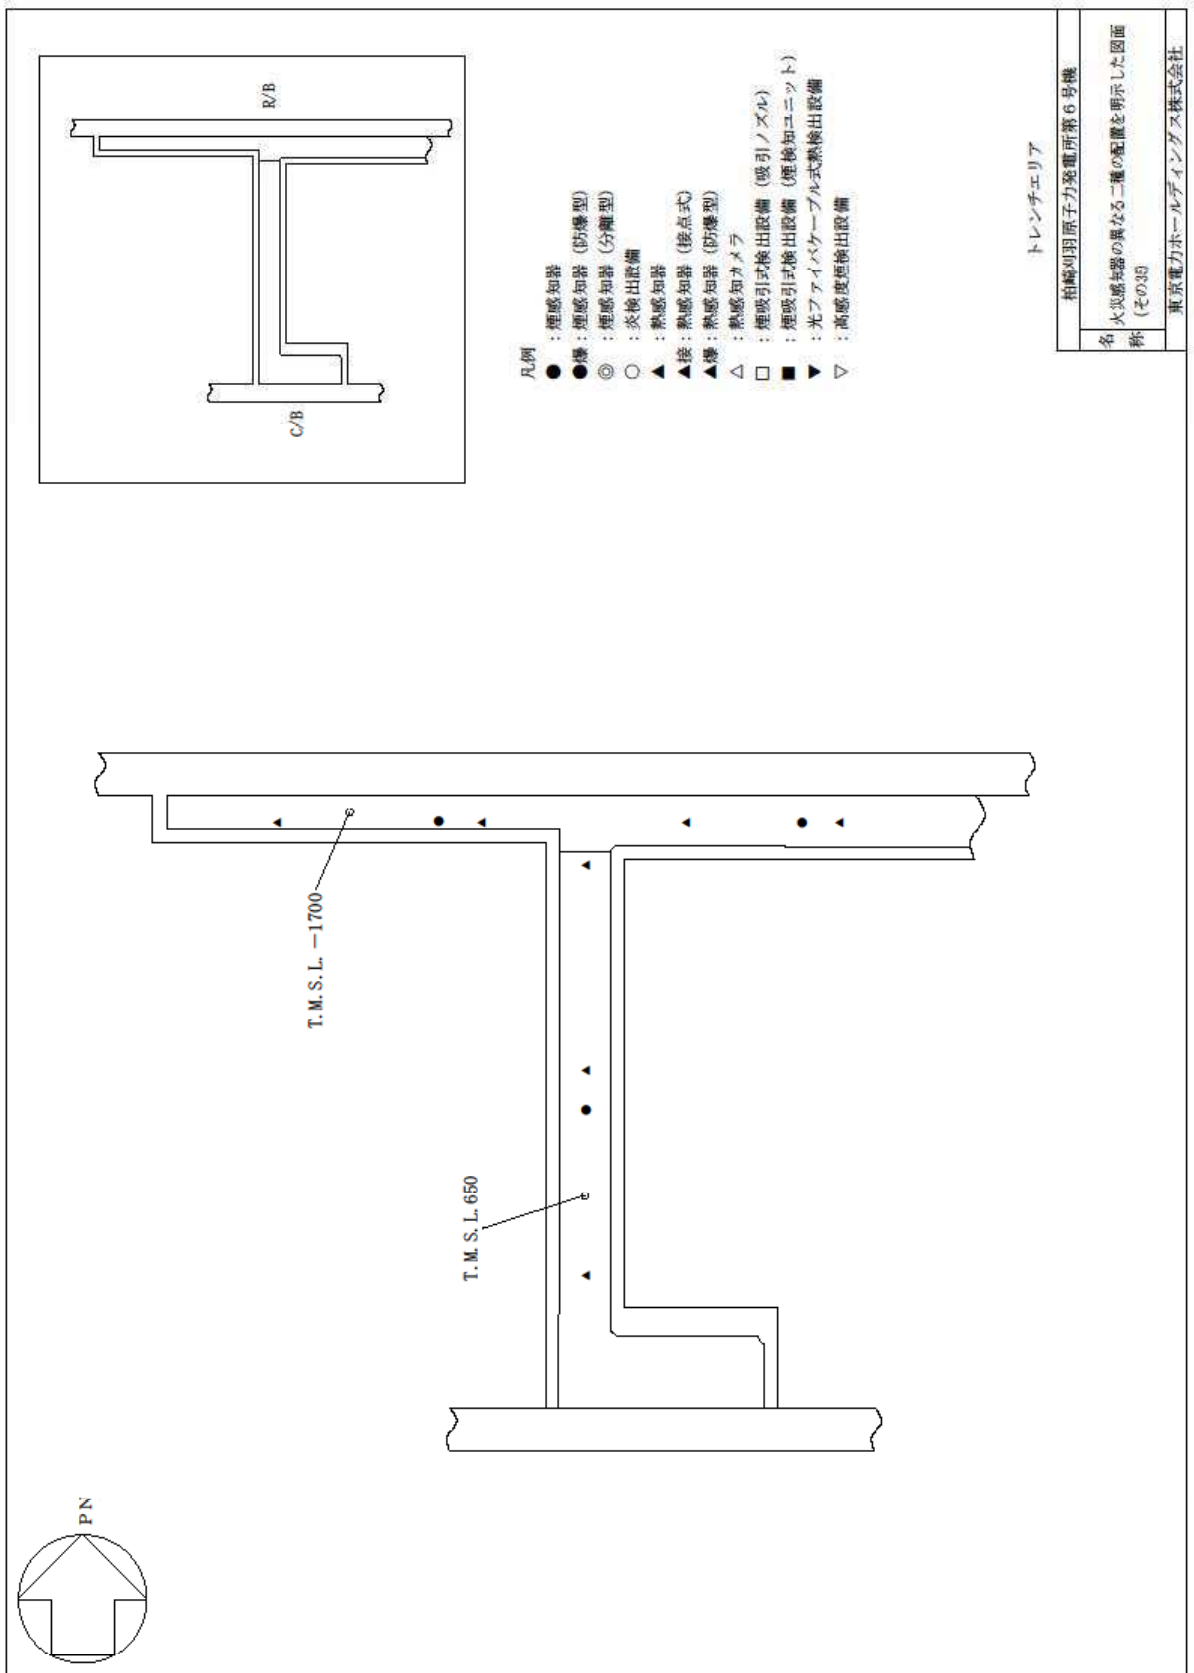 PN
T.M.S.L. −1700
T.M.S.L.650
R/B
C/B
凡例
● : 煙感知器
●爆 : 煙感知器 (防爆型)
◎ : 煙感知器 (分離型)
○ : 炎検出設備
▲ : 熱感知器
▲接 : 熱感知器 (接点式)
▲爆 : 熱感知器 (防爆型)
△ : 熱感知カメラ
□ : 煙吸引式検出設備 (吸引ノズル)
■ : 煙吸引式検出設備 (煙検知ユニット)
▼ : 光ファイバケーブル式熱検出設備
▽ : 高感度煙検出設備
トレンチエリア
柏崎刈羽原子力発電所第6号機
名称
火災感知器の異なる二種の配置を明示した図面
(その35)
東京電力ホールディングス株式会社